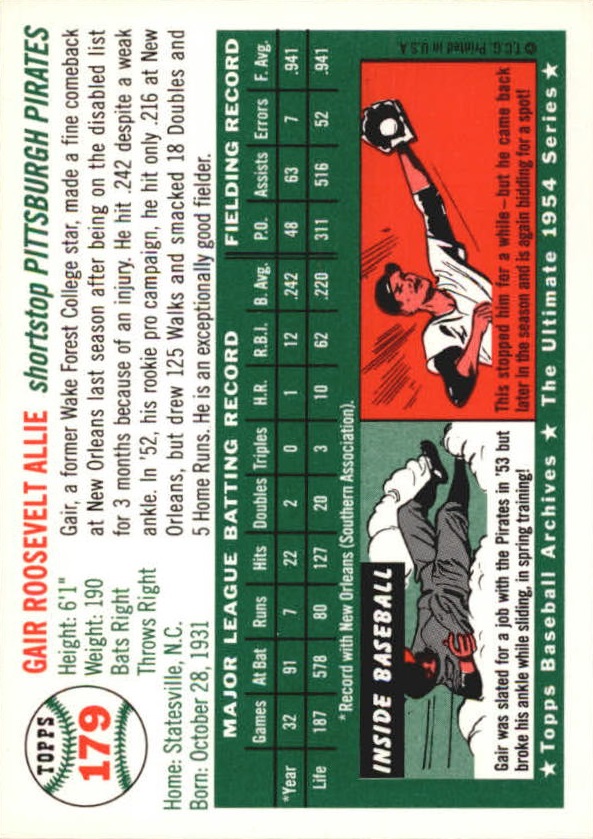 TOPPS
179
GAIR ROOSEVELT ALLIE shortstop PITTSBURGH PIRATES
Height: 6'1"
Weight: 190
Bats Right
Throws Right
Home: Statesville, N.C.
Born: October 28, 1931
Gair, a former Wake Forest College star, made a fine comeback
at New Orleans last season after being on the disabled list
for 3 months because of an injury. He hit .242 despite a weak
ankle. In '52, his rookie pro campaign, he hit only .216 at New
Orleans, but drew 125 Walks and smacked 18 Doubles and
5 Home Runs. He is an exceptionally good fielder.
MAJOR LEAGUE BATTING RECORD FIELDING RECORD
Games At Bat Runs Hits Doubles Triples H.R. R.B.I. B. Avg. P.O. Assists Errors F. Avg.
*Year 32 91 7 22 2 0 1 12 .242 48 63 7 .941
Life 187 578 80 127 20 3 10 62 .220 311 516 52 .941
*Record with New Orleans (Southern Association).
© T.C.G. Printed in U.S.A.
INSIDE BASEBALL
Gair was slated for a job with the Pirates in '53 but
broke his ankle while sliding, in spring training!
This stopped him for a while—but he came back
later in the season and is again bidding for a spot!
★Topps Baseball Archives ★ The Ultimate 1954 Series★